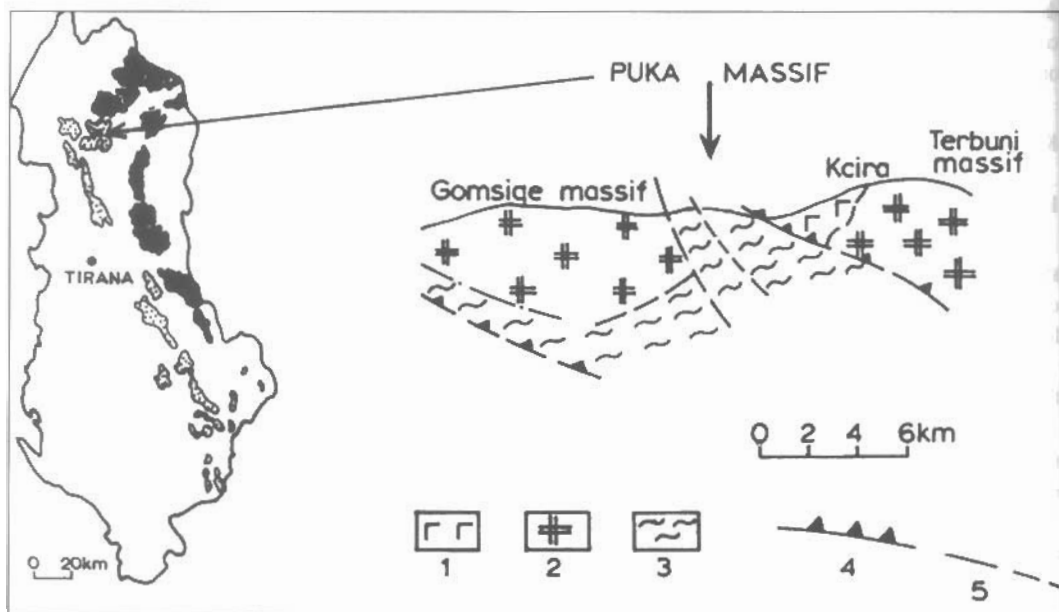 PUKA MASSIF
Terbuni massif
Kcira
Gomsiqe massif
TIRANA
0 2 4 6km
0 20km
1 2 3 4 5